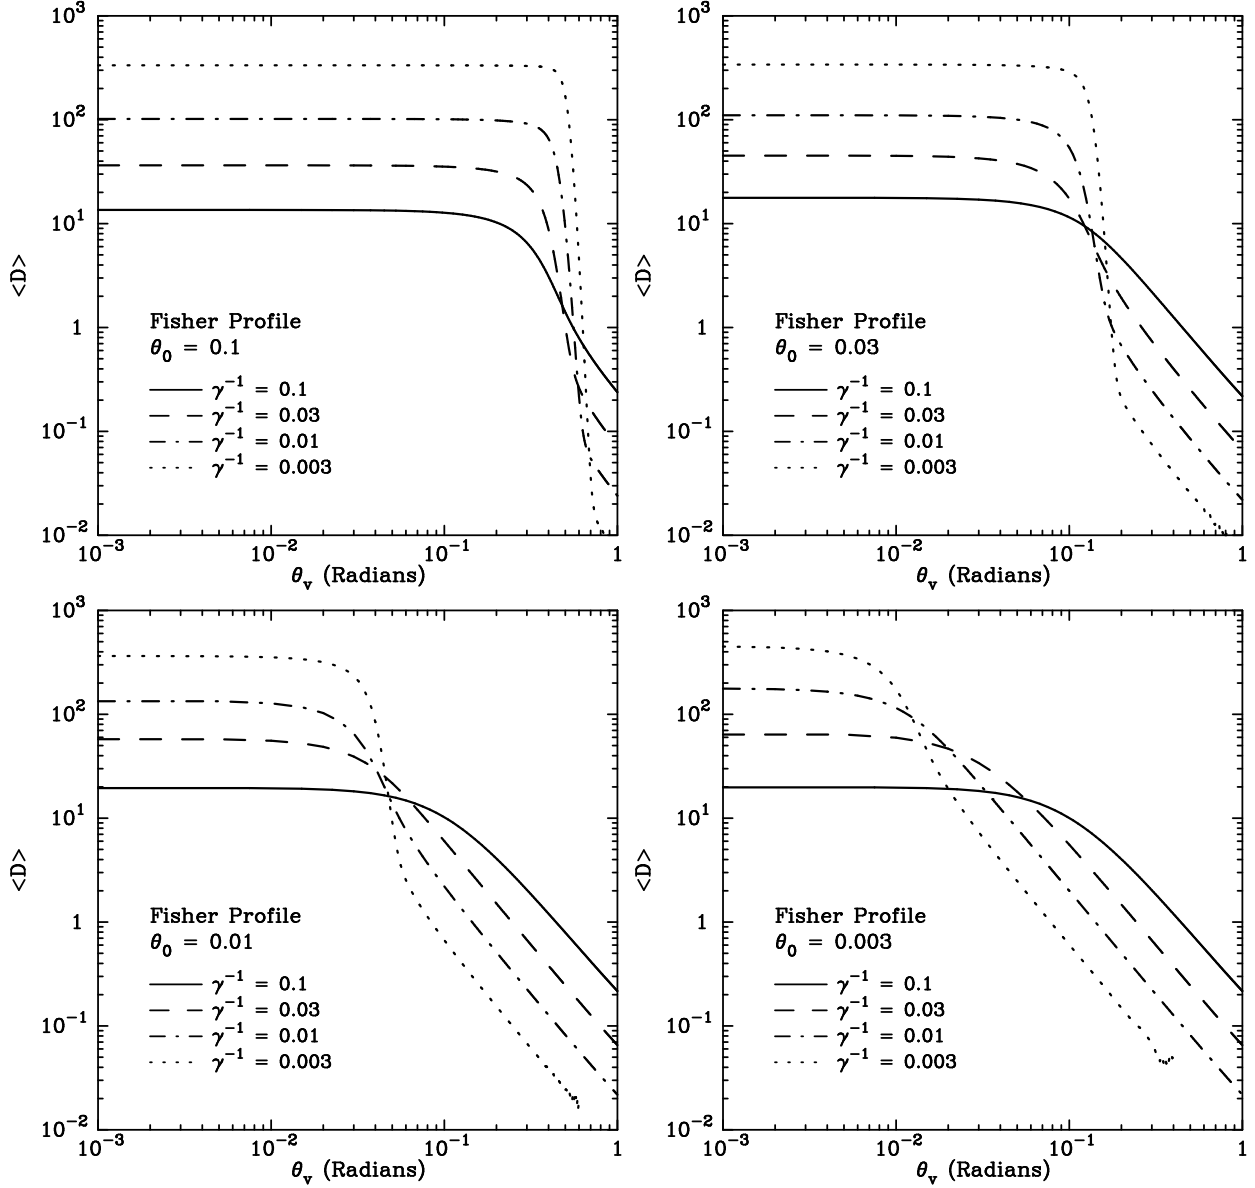 10³
10²
10¹
1
10⁻¹
10⁻²
<D>
Fisher Profile
θ₀ = 0.1
γ⁻¹ = 0.1
γ⁻¹ = 0.03
γ⁻¹ = 0.01
γ⁻¹ = 0.003
10⁻³ 10⁻² 10⁻¹ 1
θᵥ (Radians)
10³
10²
10¹
1
10⁻¹
10⁻²
<D>
Fisher Profile
θ₀ = 0.03
γ⁻¹ = 0.1
γ⁻¹ = 0.03
γ⁻¹ = 0.01
γ⁻¹ = 0.003
10⁻³ 10⁻² 10⁻¹ 1
θᵥ (Radians)
10³
10²
10¹
1
10⁻¹
10⁻²
<D>
Fisher Profile
θ₀ = 0.01
γ⁻¹ = 0.1
γ⁻¹ = 0.03
γ⁻¹ = 0.01
γ⁻¹ = 0.003
10⁻³ 10⁻² 10⁻¹ 1
θᵥ (Radians)
10³
10²
10¹
1
10⁻¹
10⁻²
<D>
Fisher Profile
θ₀ = 0.003
γ⁻¹ = 0.1
γ⁻¹ = 0.03
γ⁻¹ = 0.01
γ⁻¹ = 0.003
10⁻³ 10⁻² 10⁻¹ 1
θᵥ (Radians)